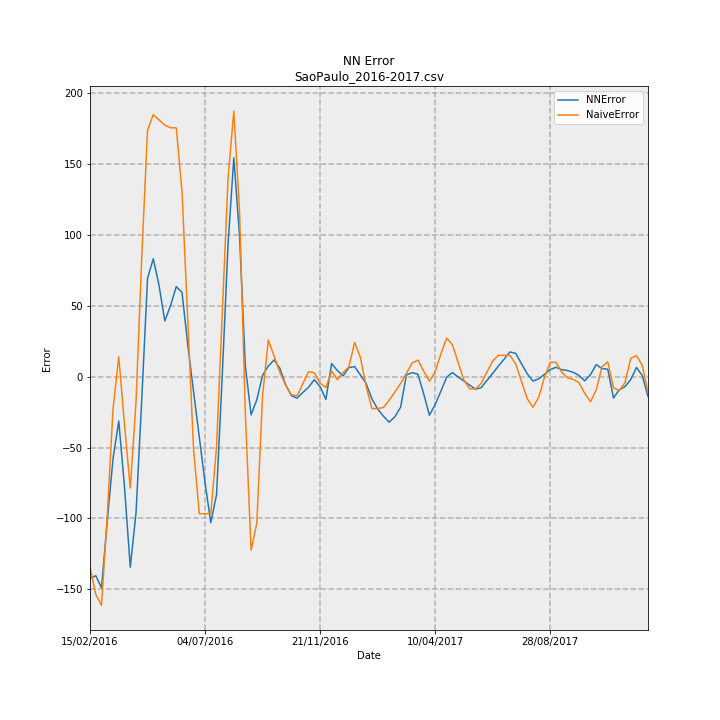 NN Error
SaoPaulo_2016-2017.csv
NNError
NaiveError
200
150
100
50
0
−50
−100
−150
Error
15/02/2016
04/07/2016
21/11/2016
10/04/2017
28/08/2017
Date